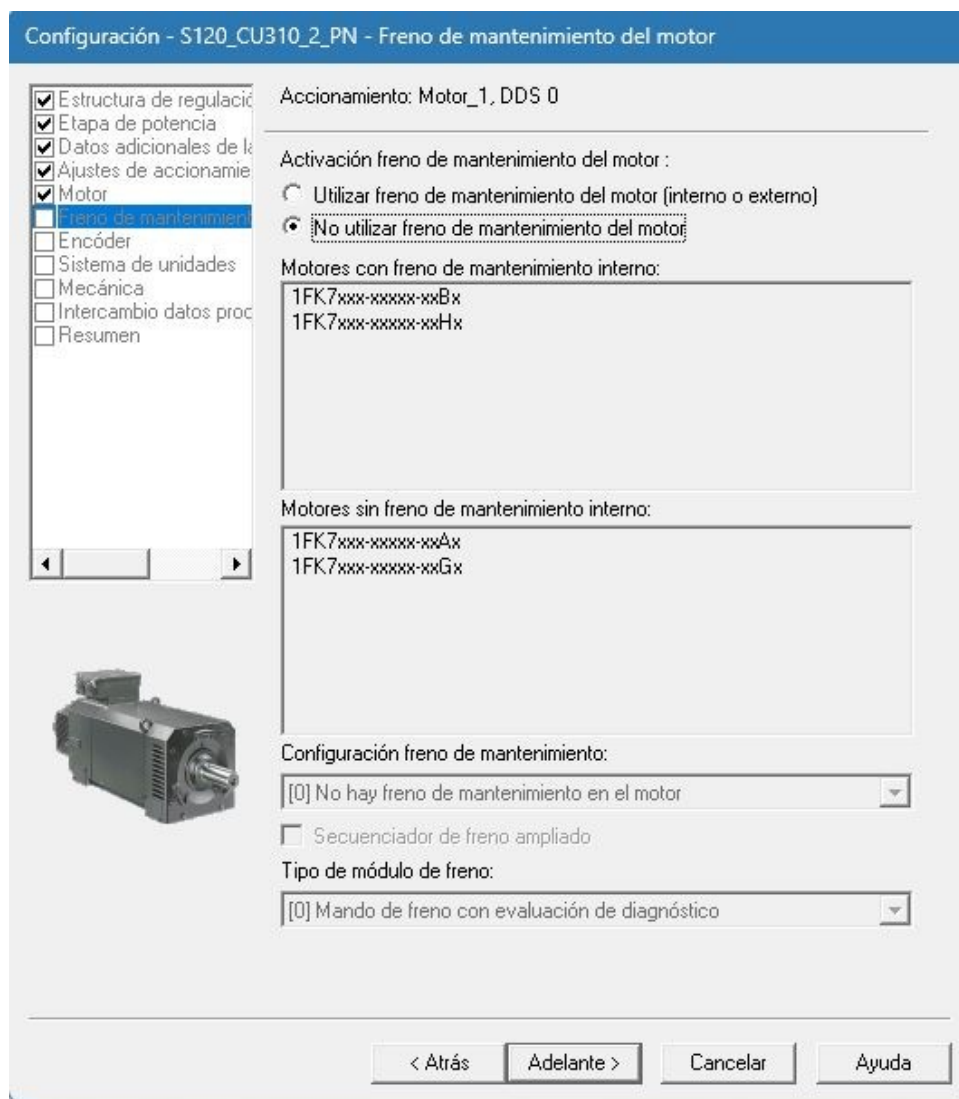 Configuración - S120_CU310_2_PN - Freno de mantenimiento del motor
Estructura de regulació
Etapa de potencia
Datos adicionales de la
Ajustes de accionamie
Motor
Freno de mantenimient
Encóder
Sistema de unidades
Mecánica
Intercambio datos proc
Resumen
Accionamiento: Motor_1, DDS 0
Activación freno de mantenimiento del motor :
Utilizar freno de mantenimiento del motor (interno o externo)
No utilizar freno de mantenimiento del motor
Motores con freno de mantenimiento interno:
1FK7xxx-xxxxx-xxBx
1FK7xxx-xxxxx-xxHx
Motores sin freno de mantenimiento interno:
1FK7xxx-xxxxx-xxAx
1FK7xxx-xxxxx-xxGx
Configuración freno de mantenimiento:
[0] No hay freno de mantenimiento en el motor
Secuenciador de freno ampliado
Tipo de módulo de freno:
[0] Mando de freno con evaluación de diagnóstico
< Atrás
Adelante >
Cancelar
Ayuda